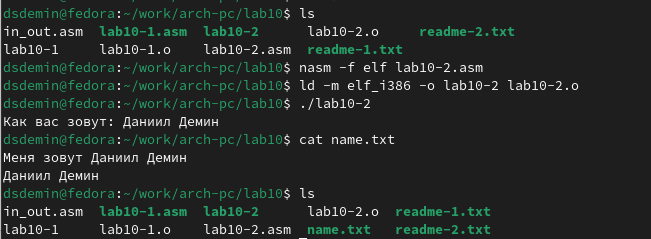 dsdemin@fedora:~/work/arch-pc/lab10$ ls
in_out.asm lab10-1.asm lab10-2 lab10-2.o readme-2.txt
lab10-1 lab10-1.o lab10-2.asm readme-1.txt
dsdemin@fedora:~/work/arch-pc/lab10$ nasm -f elf lab10-2.asm
dsdemin@fedora:~/work/arch-pc/lab10$ ld -m elf_i386 -o lab10-2 lab10-2.o
dsdemin@fedora:~/work/arch-pc/lab10$ ./lab10-2
Как вас зовут: Даниил Демин
dsdemin@fedora:~/work/arch-pc/lab10$ cat name.txt
Меня зовут Даниил Демин
Даниил Демин
dsdemin@fedora:~/work/arch-pc/lab10$ ls
in_out.asm lab10-1.asm lab10-2 lab10-2.o readme-1.txt
lab10-1 lab10-1.o lab10-2.asm name.txt readme-2.txt